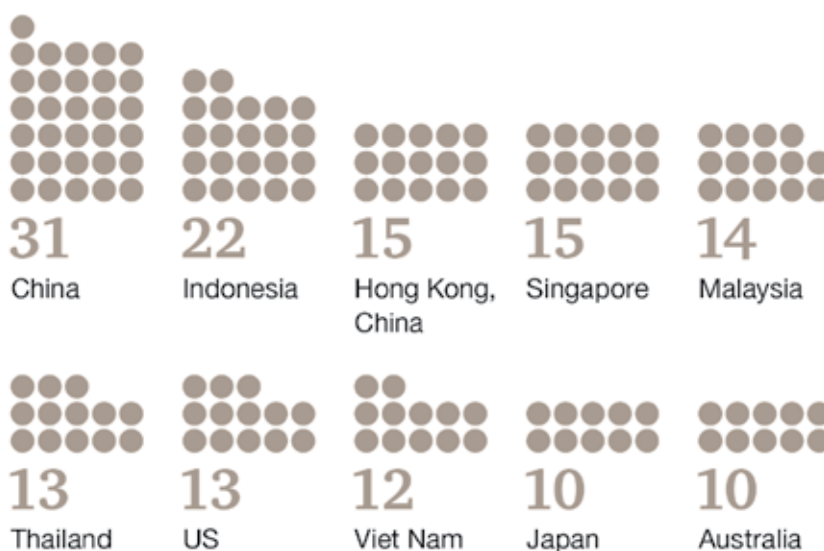 31 22 15 15 14
China Indonesia Hong Kong, Singapore Malaysia
China
13 13 12 10 10
Thailand US Viet Nam Japan Australia